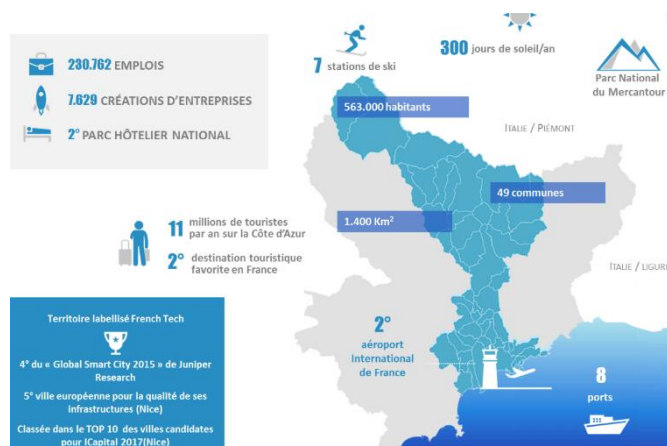 230.762 EMPLOIS
7.629 CRÉATIONS D'ENTREPRISES
2° PARC HÔTELIER NATIONAL
7 stations de ski
300 jours de soleil/an
Parc National
du Mercantour
563.000 habitants
ITALIE / PIÉMONT
49 communes
1.400 Km²
11 millions de touristes
par an sur la Côte d'Azur
2° destination touristique
favorite en France
ITALIE / LIGURI
Territoire labellisé French Tech
4° du « Global Smart City 2015 » de Juniper
Research
5° ville européenne pour la qualité de ses
infrastructures (Nice)
Classée dans le TOP 10 des villes candidates
pour ICapital 2017(Nice)
2°
aéroport
International
de France
8
ports